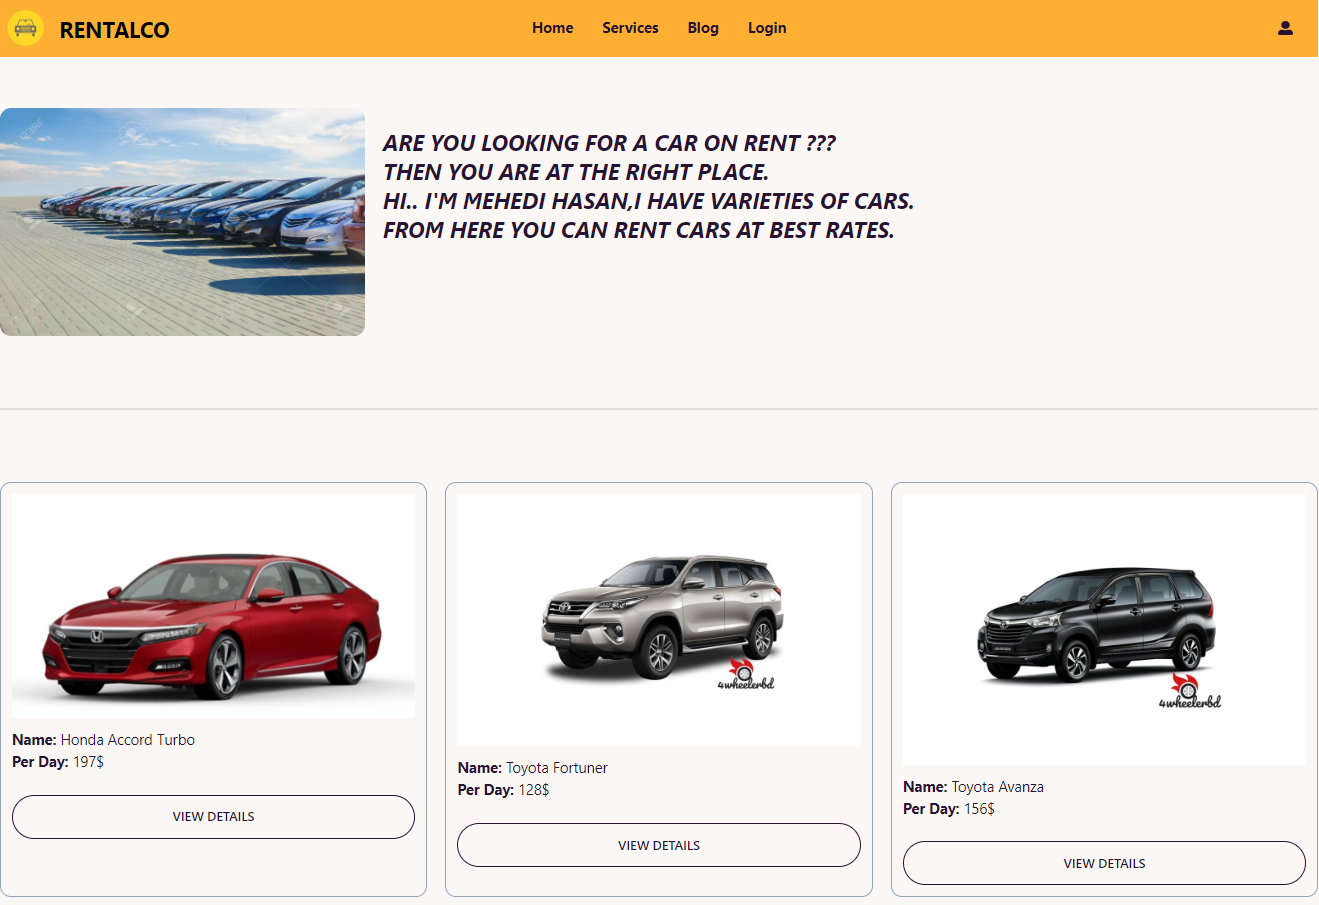 RENTALCO
Home Services Blog Login
ARE YOU LOOKING FOR A CAR ON RENT ???
THEN YOU ARE AT THE RIGHT PLACE.
HI.. I'M MEHEDI HASAN,I HAVE VARIETIES OF CARS.
FROM HERE YOU CAN RENT CARS AT BEST RATES.
Name: Honda Accord Turbo
Per Day: 197$
VIEW DETAILS
4wheelerbd
Name: Toyota Fortuner
Per Day: 128$
VIEW DETAILS
4wheelerbd
Name: Toyota Avanza
Per Day: 156$
VIEW DETAILS